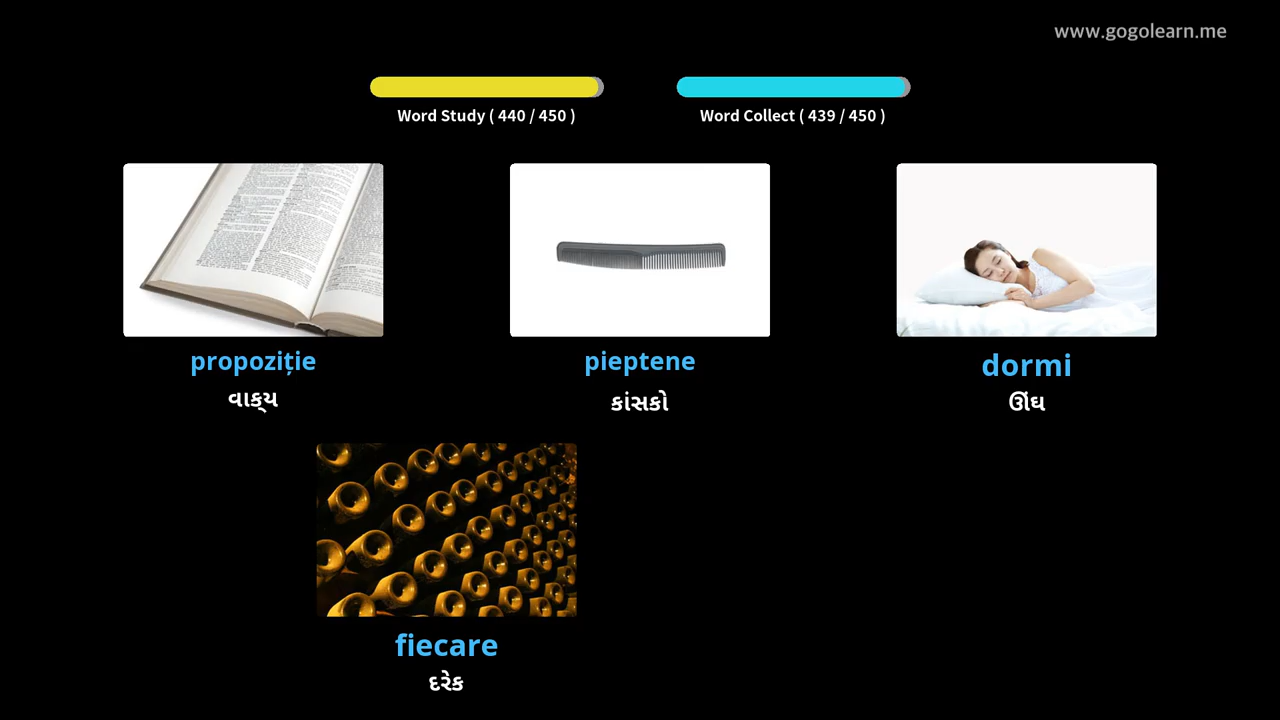 www.gogolearn.me
Word Study ( 440 / 450 )
Word Collect ( 439 / 450 )
propoziție
pieptene
dormi
વાક્ય
કાંસકો
ઊંઘ
fiecare
દરેક